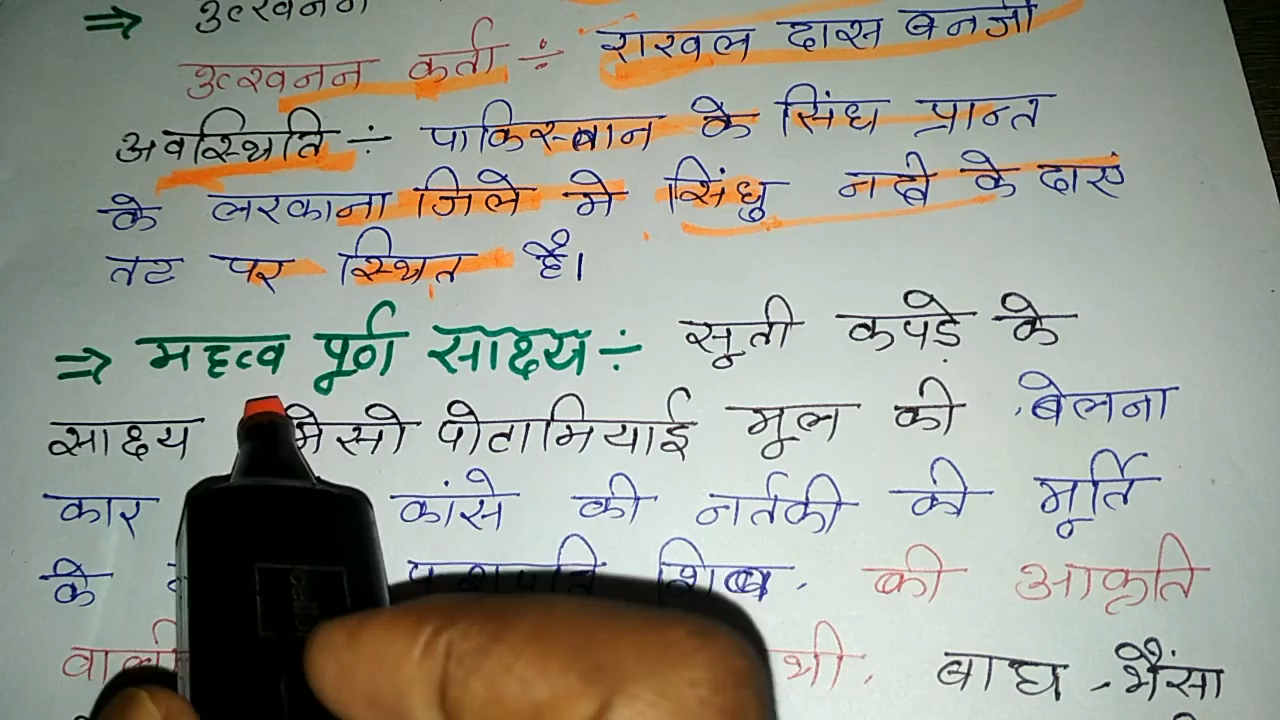 ⇒ उत्खनन
उत्खनन कर्ता ÷ राखल दास बनर्जी
अवस्थिति ÷ पाकिस्तान के सिंध प्रान्त
के लरकाना जिले मे सिंधु नदी के दाए
तट पर स्थित है।
⇒ महत्व पूर्ण साक्ष्य ÷ सूती कपड़े के
साक्ष्य मेसो पोटामियाई मूल की बेलना
कार कांसे की नर्तकी की मूर्ति
के पशुपति शिव की आकृति
वाली थी, बाघ - भैंसा